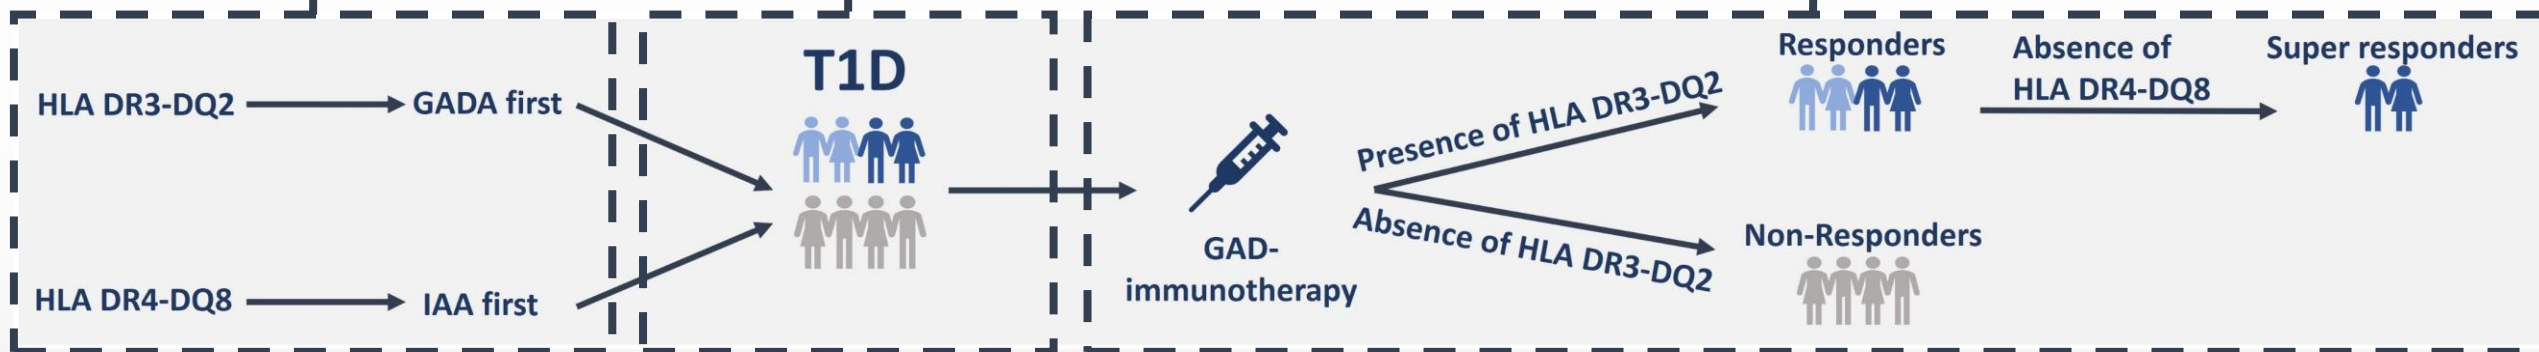 HLA DR3-DQ2
GADA first
HLA DR4-DQ8
IAA first
T1D
GAD-
immunotherapy
Presence of HLA DR3-DQ2
Absence of HLA DR3-DQ2
Responders
Absence of
HLA DR4-DQ8
Super responders
Non-Responders